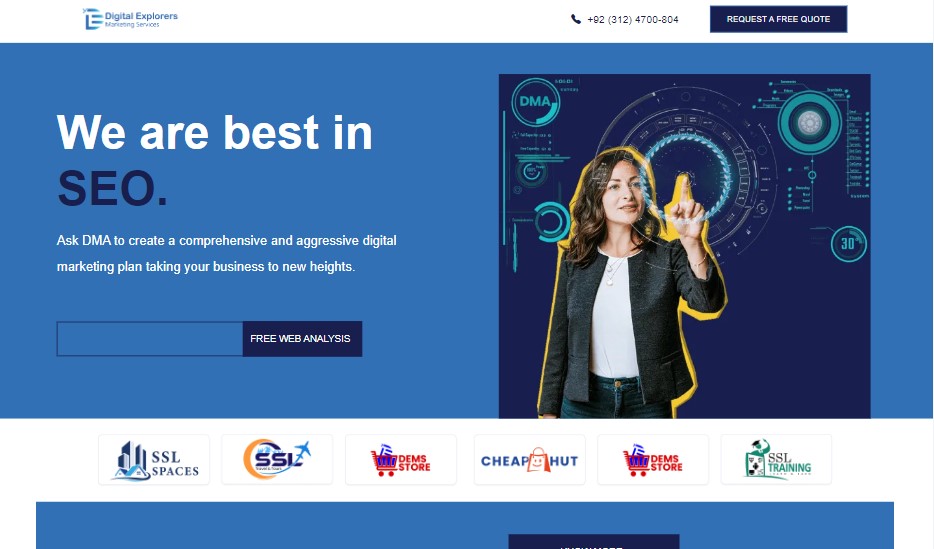 Digital Explorers
Marketing Services
+92 (312) 4700-804
REQUEST A FREE QUOTE
We are best in
SEO.
Ask DMA to create a comprehensive and aggressive digital
marketing plan taking your business to new heights.
FREE WEB ANALYSIS
DMA
30
SSL
SPACES
SSL
DEMS
STORE
CHEAP HUT
DEMS
STORE
SSL
TRAINING